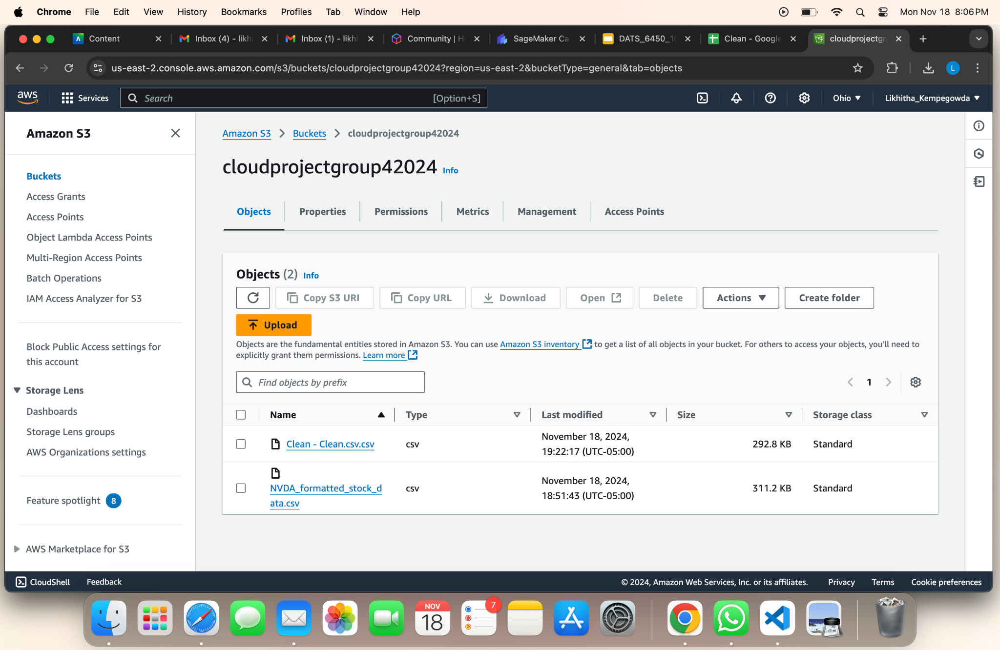 Chrome File Edit View History Bookmarks Profiles Tab Window Help Mon Nov 18 8:06 PM
Content Inbox (4) - likhi Inbox (1) - likhi Community | H SageMaker Ca DATS_6450_1 Clean - Google cloudprojectgr
us-east-2.console.aws.amazon.com/s3/buckets/cloudprojectgroup42024?region=us-east-2&bucketType=general&tab=objects L
aws Services Search [Option+S] Ohio Likhitha_Kempegowda
Amazon S3
Buckets
Access Grants
Access Points
Object Lambda Access Points
Multi-Region Access Points
Batch Operations
IAM Access Analyzer for S3
Block Public Access settings for
this account
Storage Lens
Dashboards
Storage Lens groups
AWS Organizations settings
Feature spotlight 8
AWS Marketplace for S3
Amazon S3 > Buckets > cloudprojectgroup42024
cloudprojectgroup42024 Info
Objects Properties Permissions Metrics Management Access Points
Objects (2) Info
Copy S3 URI Copy URL Download Open Delete Actions Create folder
Upload
Objects are the fundamental entities stored in Amazon S3. You can use Amazon S3 inventory to get a list of all objects in your bucket. For others to access your objects, you'll need to
explicitly grant them permissions. Learn more
Find objects by prefix 1
Name Type Last modified Size Storage class
Clean - Clean.csv.csv csv November 18, 2024, 292.8 KB Standard
19:22:17 (UTC-05:00)
NVDA_formatted_stock_d csv November 18, 2024, 311.2 KB Standard
ata.csv 18:51:43 (UTC-05:00)
CloudShell Feedback © 2024, Amazon Web Services, Inc. or its affiliates. Privacy Terms Cookie preferences
NOV 7
18